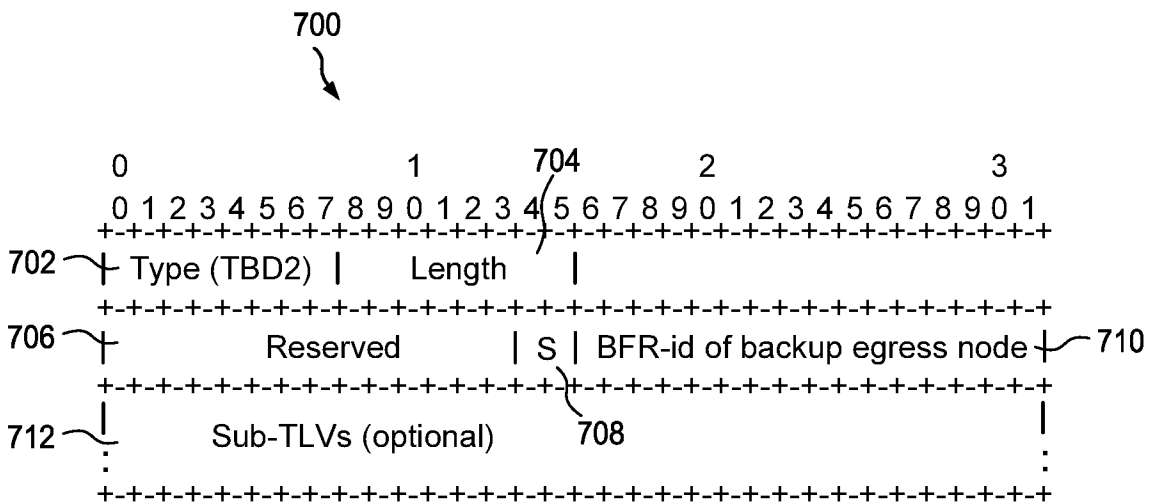 700
704
0 1 2 3
0 1 2 3 4 5 6 7 8 9 0 1 2 3 4 5 6 7 8 9 0 1 2 3 4 5 6 7 8 9 0 1
+-+-+-+-+-+-+-+-+-+-+-+-+-+-+-+-+-+-+-+-+-+-+-+-+-+-+-+-+-+-+-+-+
702 | Type (TBD2) | Length |
+-+-+-+-+-+-+-+-+-+-+-+-+-+-+-+-+-+-+-+-+-+-+-+-+-+-+-+-+-+-+-+-+
706 | Reserved | S | BFR-id of backup egress node | 710
+-+-+-+-+-+-+-+-+-+-+-+-+-+-+-+-+-+-+-+-+-+-+-+-+-+-+-+-+-+-+-+-+
708
712 | Sub-TLVs (optional) |
: :
+-+-+-+-+-+-+-+-+-+-+-+-+-+-+-+-+-+-+-+-+-+-+-+-+-+-+-+-+-+-+-+-+